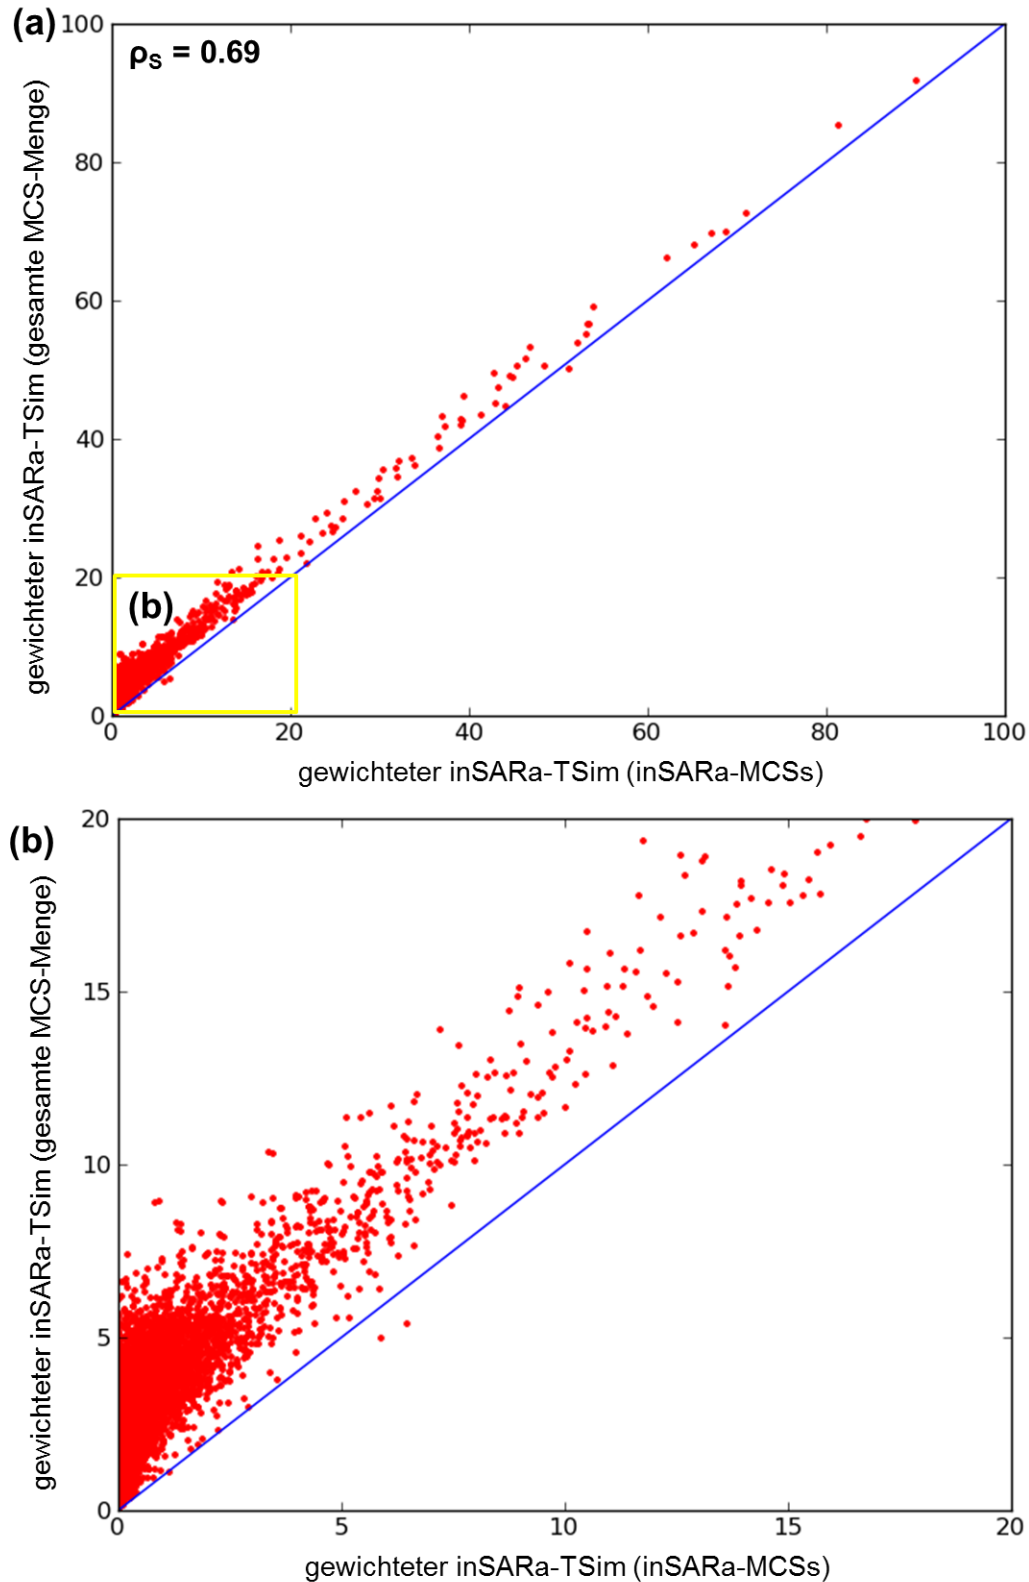 (a)
ρS = 0.69
gewichteter inSARa-TSim (gesamte MCS-Menge)
100
80
60
40
20
0
(b)
0 20 40 60 80 100
gewichteter inSARa-TSim (inSARa-MCSs)
(b)
gewichteter inSARa-TSim (gesamte MCS-Menge)
20
15
10
5
0
0 5 10 15 20
gewichteter inSARa-TSim (inSARa-MCSs)